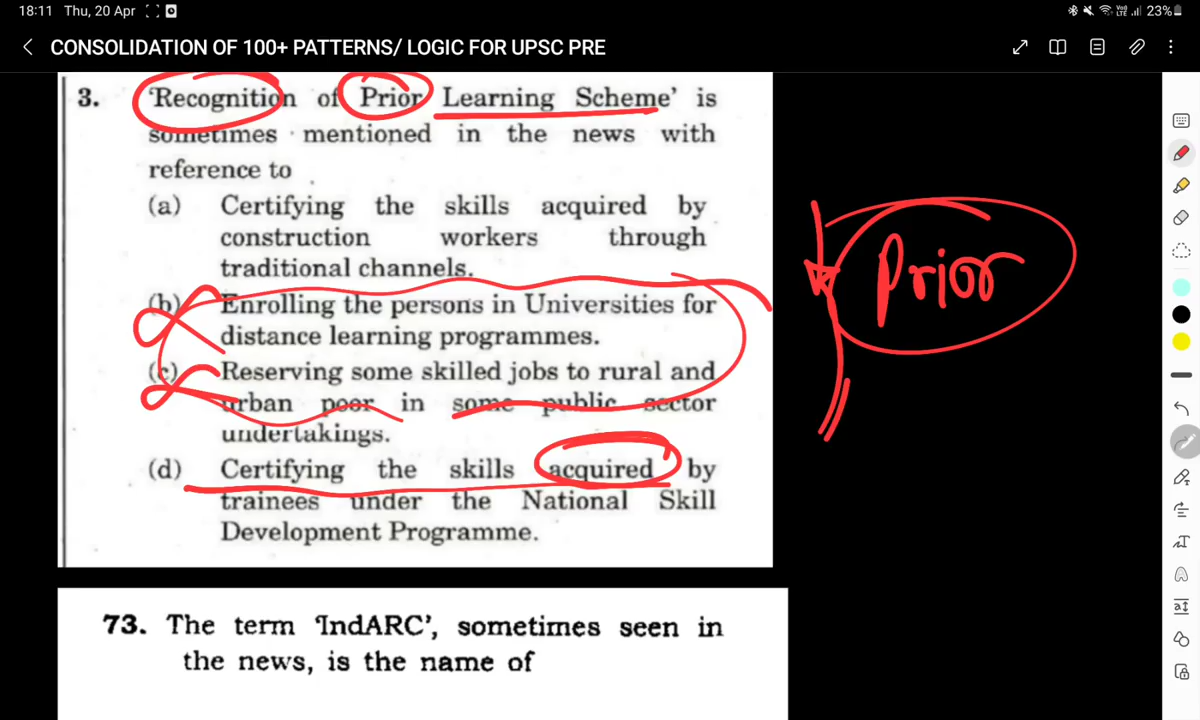 18:11 Thu, 20 Apr 23%
CONSOLIDATION OF 100+ PATTERNS/ LOGIC FOR UPSC PRE
3. 'Recognition of Prior Learning Scheme' is
sometimes mentioned in the news with
reference to
(a) Certifying the skills acquired by
construction workers through
traditional channels.
(b) Enrolling the persons in Universities for
distance learning programmes.
(c) Reserving some skilled jobs to rural and
urban poor in some public sector
undertakings.
(d) Certifying the skills acquired by
trainees under the National Skill
Development Programme.
Prior
73. The term 'IndARC', sometimes seen in
the news, is the name of